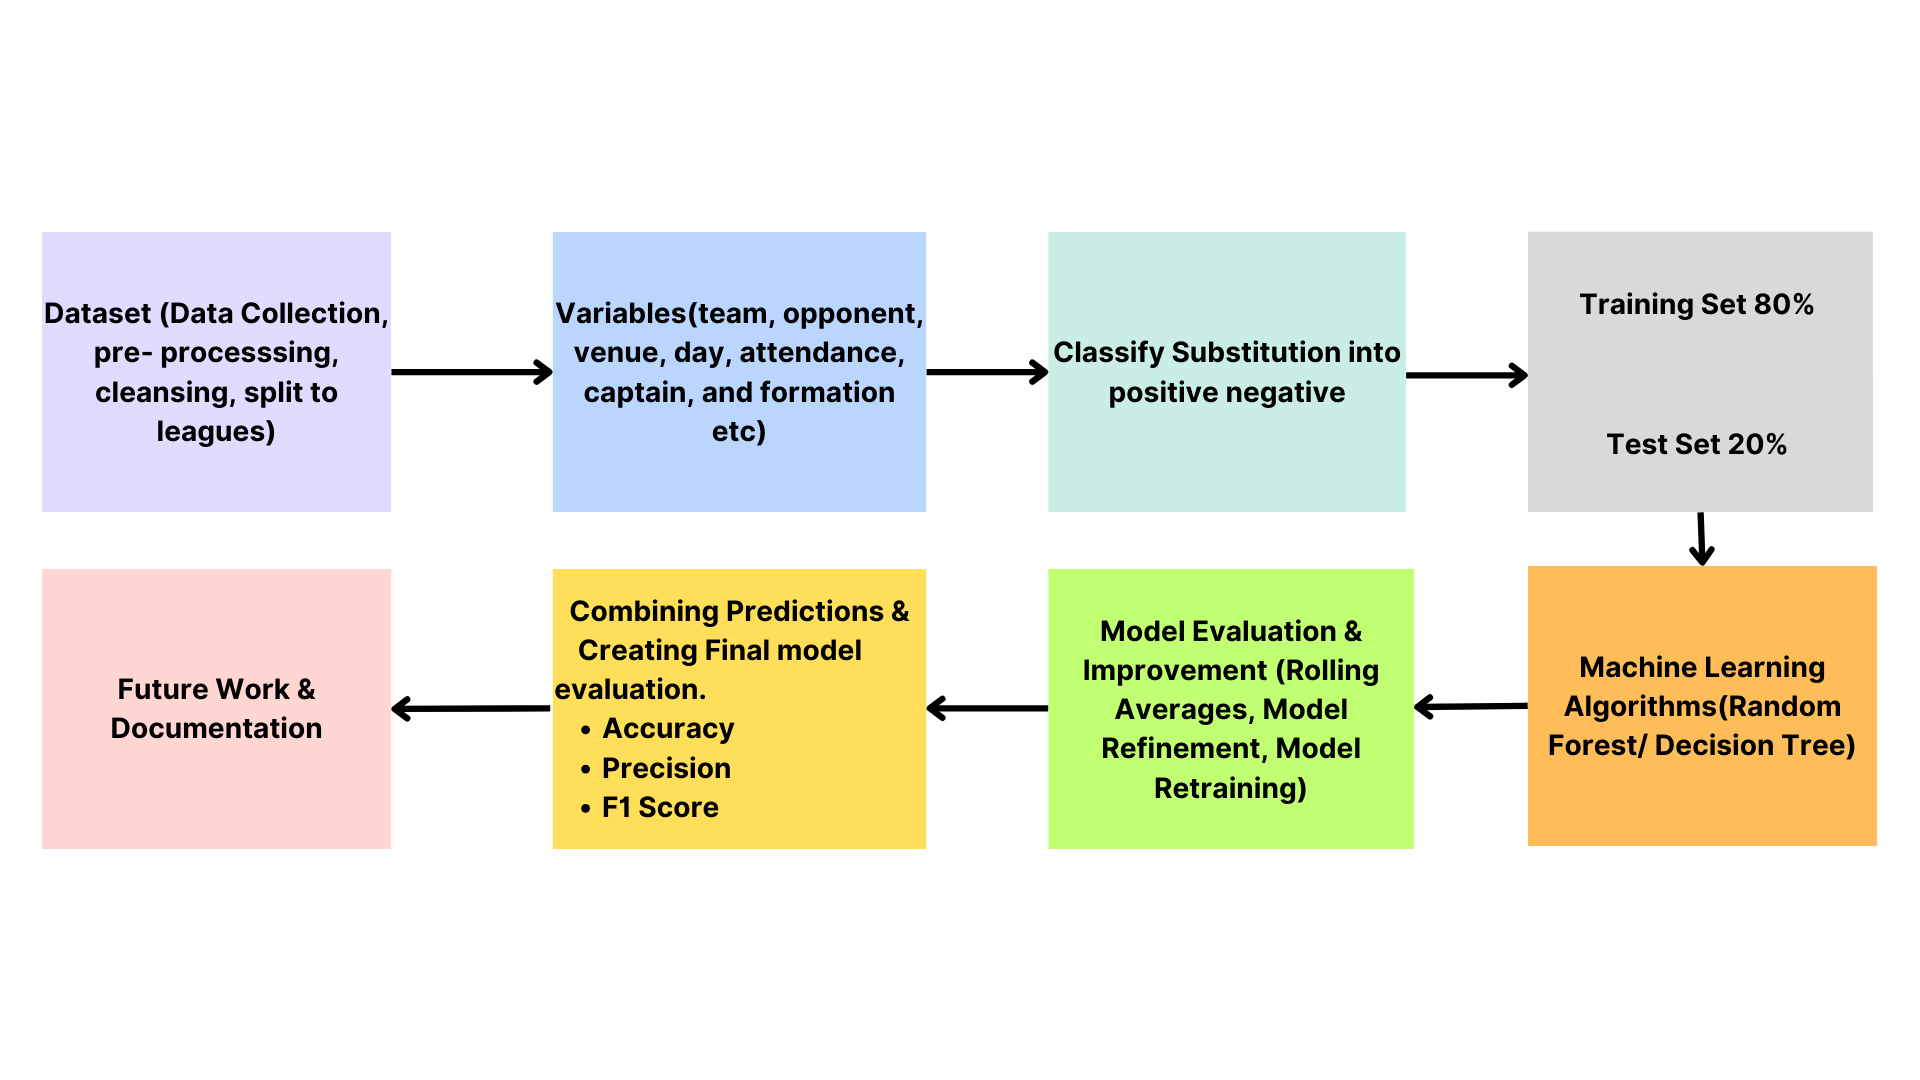 Dataset (Data Collection,
pre- processsing,
cleansing, split to
leagues)
Variables(team, opponent,
venue, day, attendance,
captain, and formation
etc)
Classify Substitution into
positive negative
Training Set 80%
Test Set 20%
Machine Learning
Algorithms(Random
Forest/ Decision Tree)
Model Evaluation &
Improvement (Rolling
Averages, Model
Refinement, Model
Retraining)
Combining Predictions &
Creating Final model
evaluation.
• Accuracy
• Precision
• F1 Score
Future Work &
Documentation